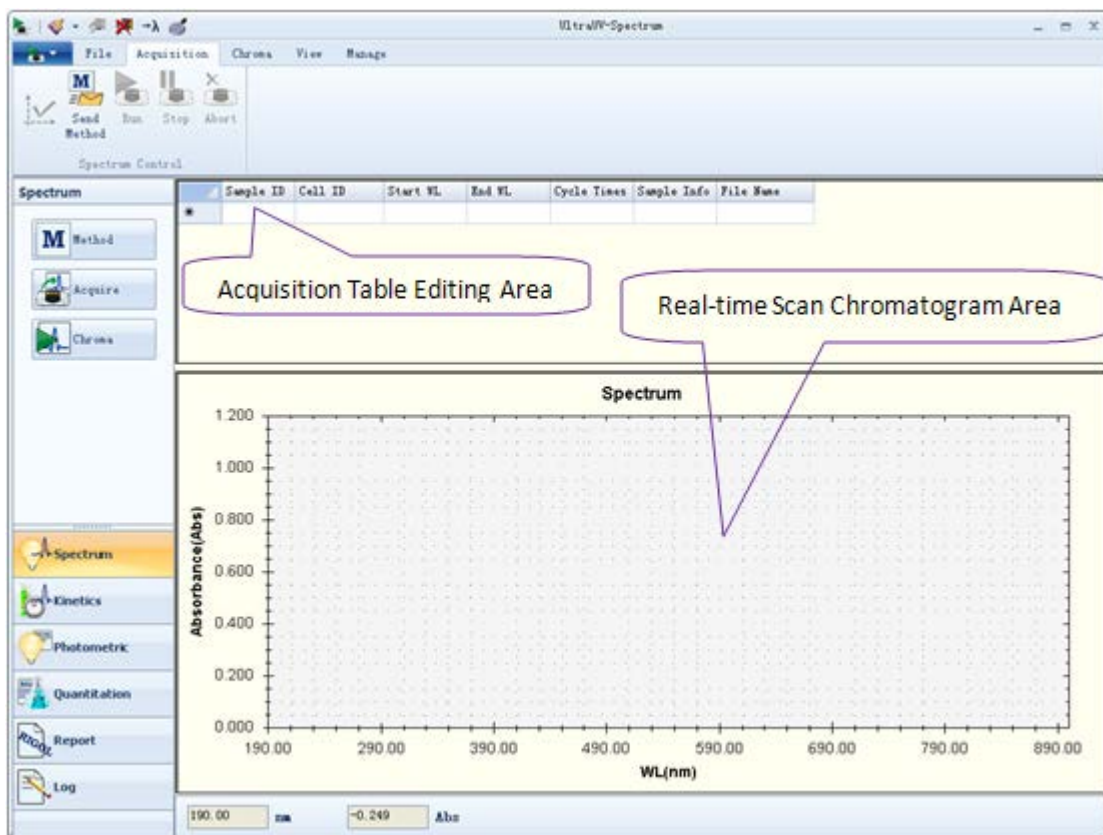 UltraUV-Spectrum
File Acquisition Chroma View Manage
M
Send Method Run Stop Abort
Spectrum Control
Spectrum
M Method
Acquire
Chroma
Sample ID Cell ID Start WL End WL Cycle Times Sample Info File Name
Acquisition Table Editing Area
Real-time Scan Chromatogram Area
Spectrum
1.200
1.000
0.800
0.600
0.400
0.200
0.000
Absorbance(Abs)
190.00 290.00 390.00 490.00 590.00 690.00 790.00 890.00
WL(nm)
Spectrum
Kinetics
Photometric
Quantitation
RIGOL Report
Log
190.00 nm -0.249 Abs